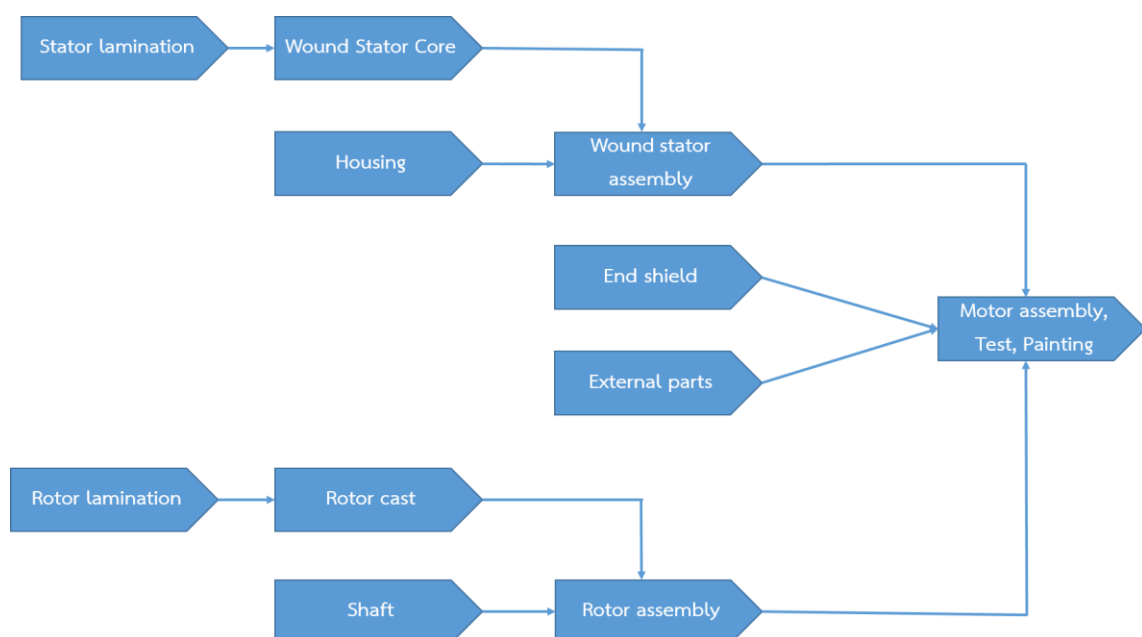 Stator lamination
Wound Stator Core
Housing
Wound stator
assembly
End shield
Motor assembly,
Test, Painting
External parts
Rotor lamination
Rotor cast
Shaft
Rotor assembly